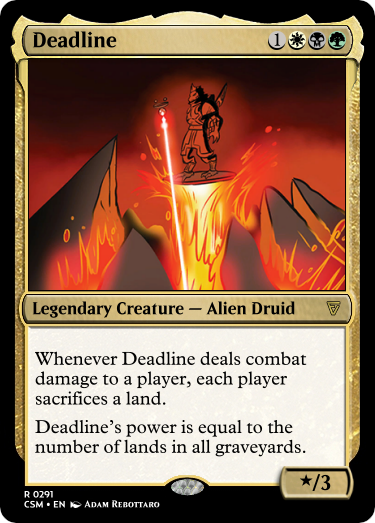 Deadline
1
Legendary Creature — Alien Druid
Whenever Deadline deals combat
damage to a player, each player
sacrifices a land.
Deadline's power is equal to the
number of lands in all graveyards.
★/3
R 0291
CSM • EN ADAM REBOTTARO